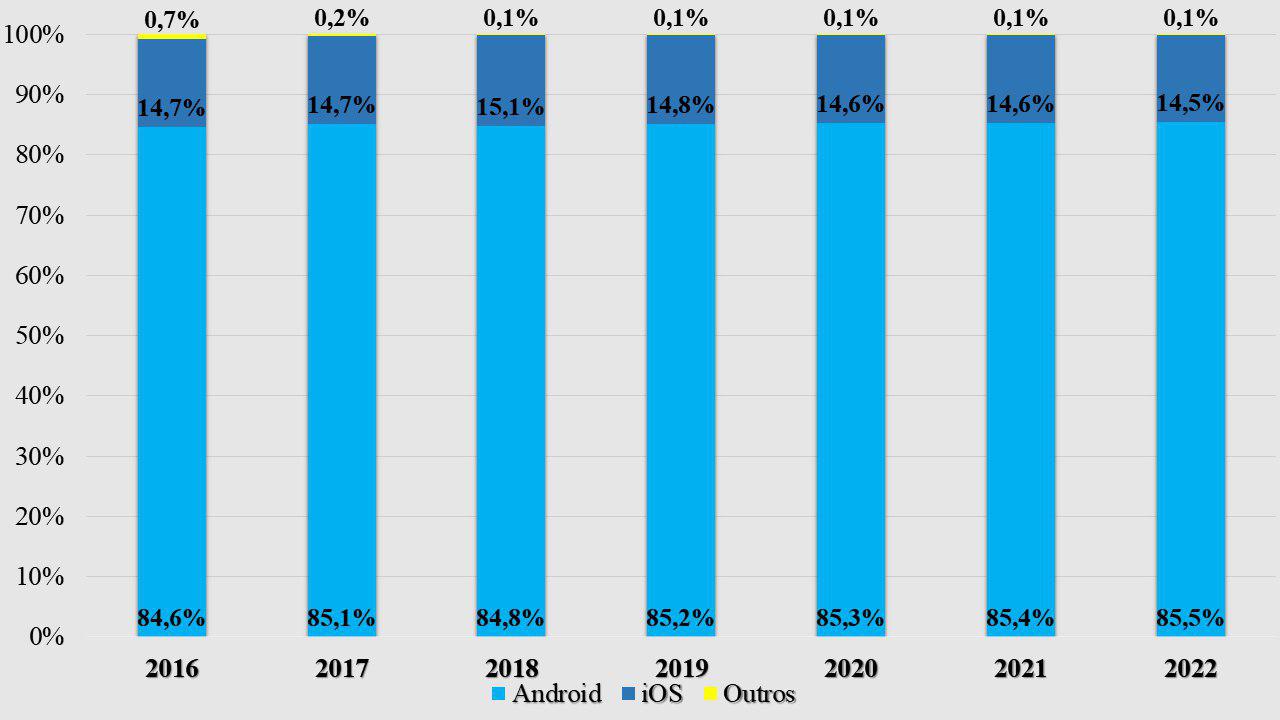 0,7% 0,2% 0,1% 0,1% 0,1% 0,1% 0,1%
100%
90%
14,7% 14,7% 15,1% 14,8% 14,6% 14,6% 14,5%
80%
70%
60%
50%
40%
30%
20%
10%
84,6% 85,1% 84,8% 85,2% 85,3% 85,4% 85,5%
0%
2016 2017 2018 2019 2020 2021 2022
Android iOS Outros